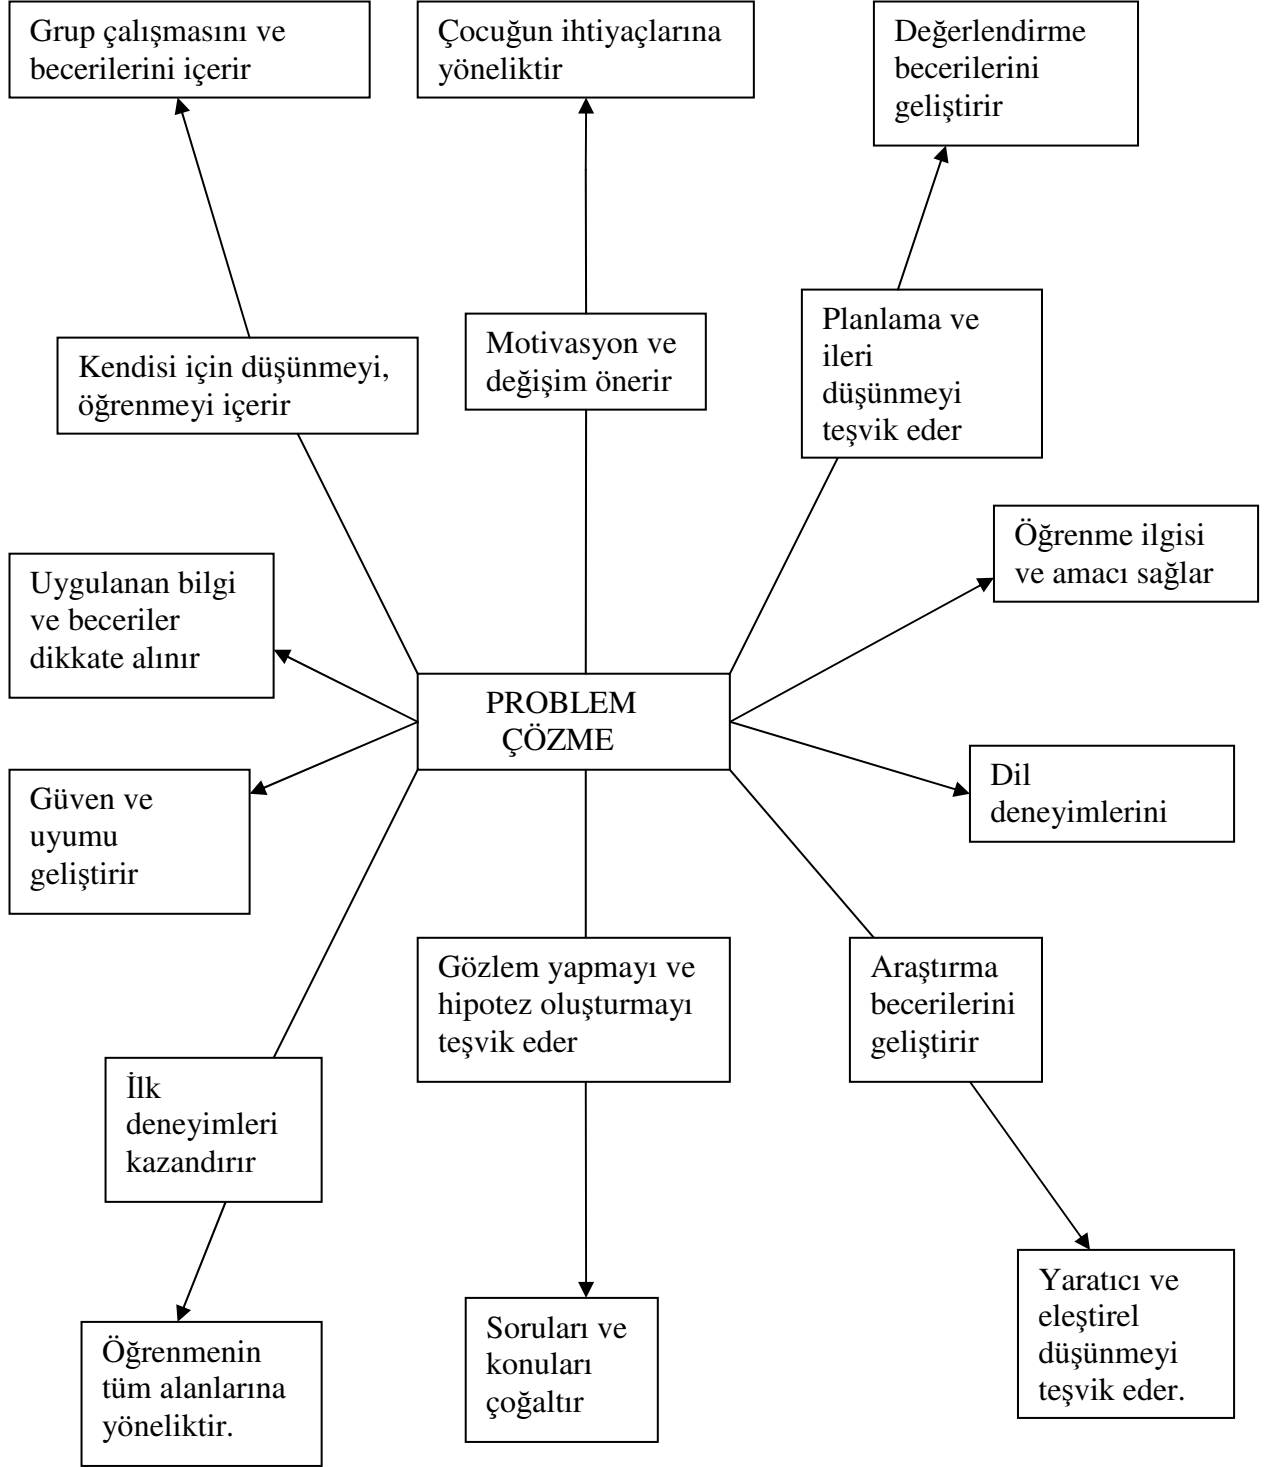 Grup çalışmasını ve
becerilerini içerir
Çocuğun ihtiyaçlarına
yöneliktir
Değerlendirme
becerilerini
geliştirir
Kendisi için düşünmeyi,
öğrenmeyi içerir
Motivasyon ve
değişim önerir
Planlama ve
ileri
düşünmeyi
teşvik eder
Uygulanan bilgi
ve beceriler
dikkate alınır
Öğrenme ilgisi
ve amacı sağlar
PROBLEM
ÇÖZME
Güven ve
uyumu
geliştirir
Dil
deneyimlerini
İlk
deneyimleri
kazandırır
Gözlem yapmayı ve
hipotez oluşturmayı
teşvik eder
Araştırma
becerilerini
geliştirir
Öğrenmenin
tüm alanlarına
yöneliktir.
Soruları ve
konuları
çoğaltır
Yaratıcı ve
eleştirel
düşünmeyi
teşvik eder.